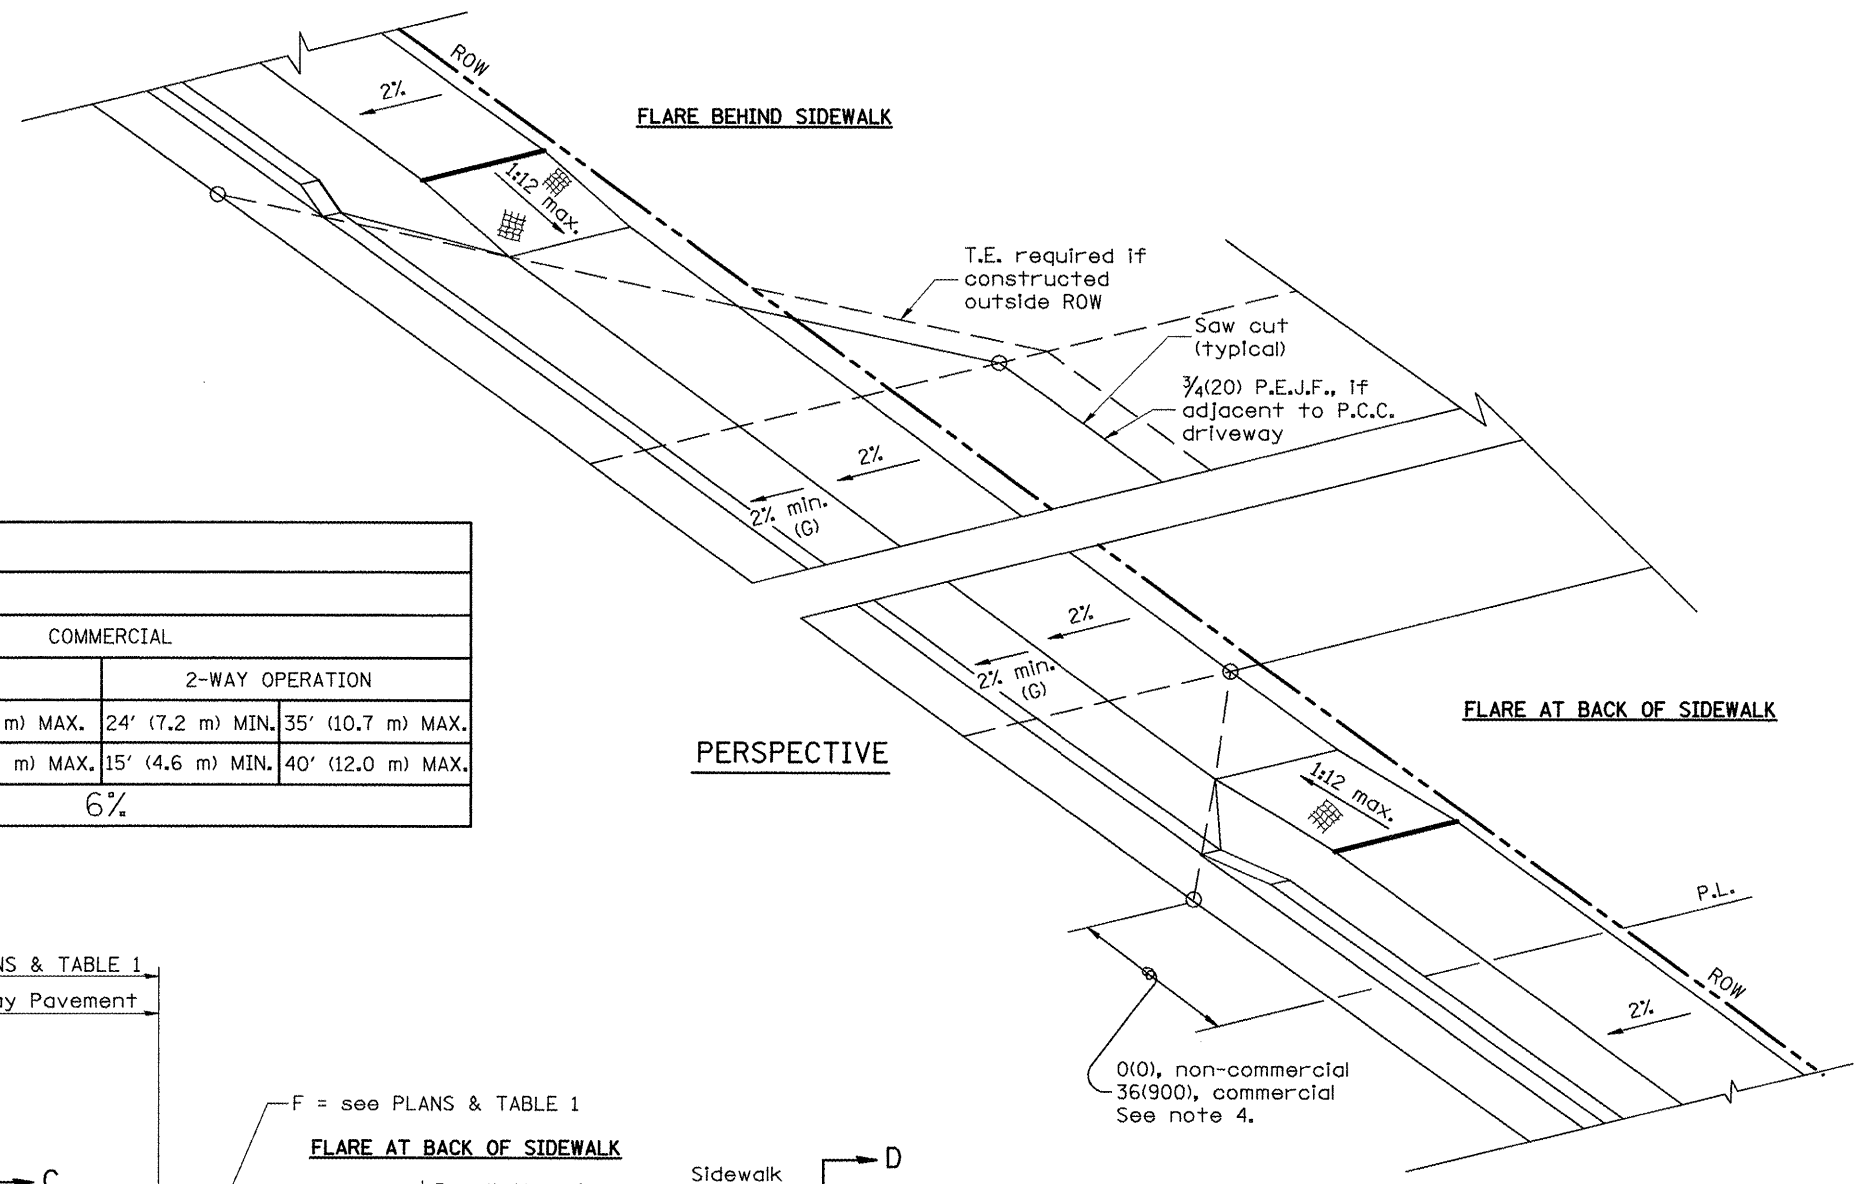 ROW
2%
FLARE BEHIND SIDEWALK
1:12 max.
T.E. required if
constructed
outside ROW
Saw cut
(typical)
3/4(20) P.E.J.F., if
adjacent to P.C.C.
driveway
2%
2% min.
(G)
COMMERCIAL
2-WAY OPERATION
m) MAX. 24' (7.2 m) MIN. 35' (10.7 m) MAX.
m) MAX. 15' (4.6 m) MIN. 40' (12.0 m) MAX.
6%
2%
2% min.
(G)
FLARE AT BACK OF SIDEWALK
PERSPECTIVE
1:12 max.
P.L.
ROW
2%
0(0), non-commercial
36(900), commercial
See note 4.
NS & TABLE 1
ay Pavement
F = see PLANS & TABLE 1
FLARE AT BACK OF SIDEWALK
C
Sidewalk
D